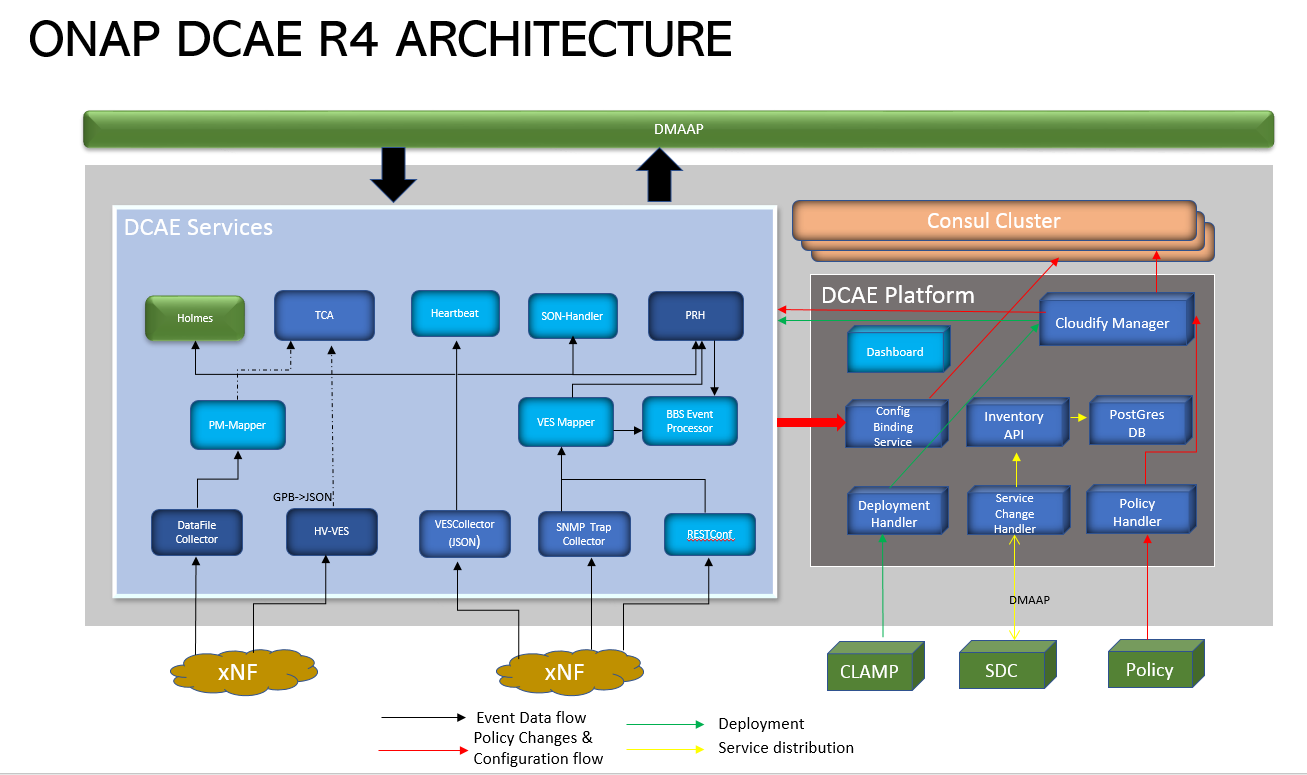 ONAP DCAE R4 ARCHITECTURE
DMAAP
DCAE Services
Holmes
TCA
Heartbeat
SON-Handler
PRH
PM-Mapper
VES Mapper
BBS Event
Processor
GPB->JSON
DataFile
Collector
HV-VES
VESCollector
(JSON)
SNMP Trap
Collector
RESTConf
xNF
xNF
Consul Cluster
DCAE Platform
Cloudify Manager
Dashboard
Config
Binding
Service
Inventory
API
PostGres
DB
Deployment
Handler
Service
Change
Handler
Policy
Handler
DMAAP
CLAMP
SDC
Policy
Event Data flow
Policy Changes &
Configuration flow
Deployment
Service distribution